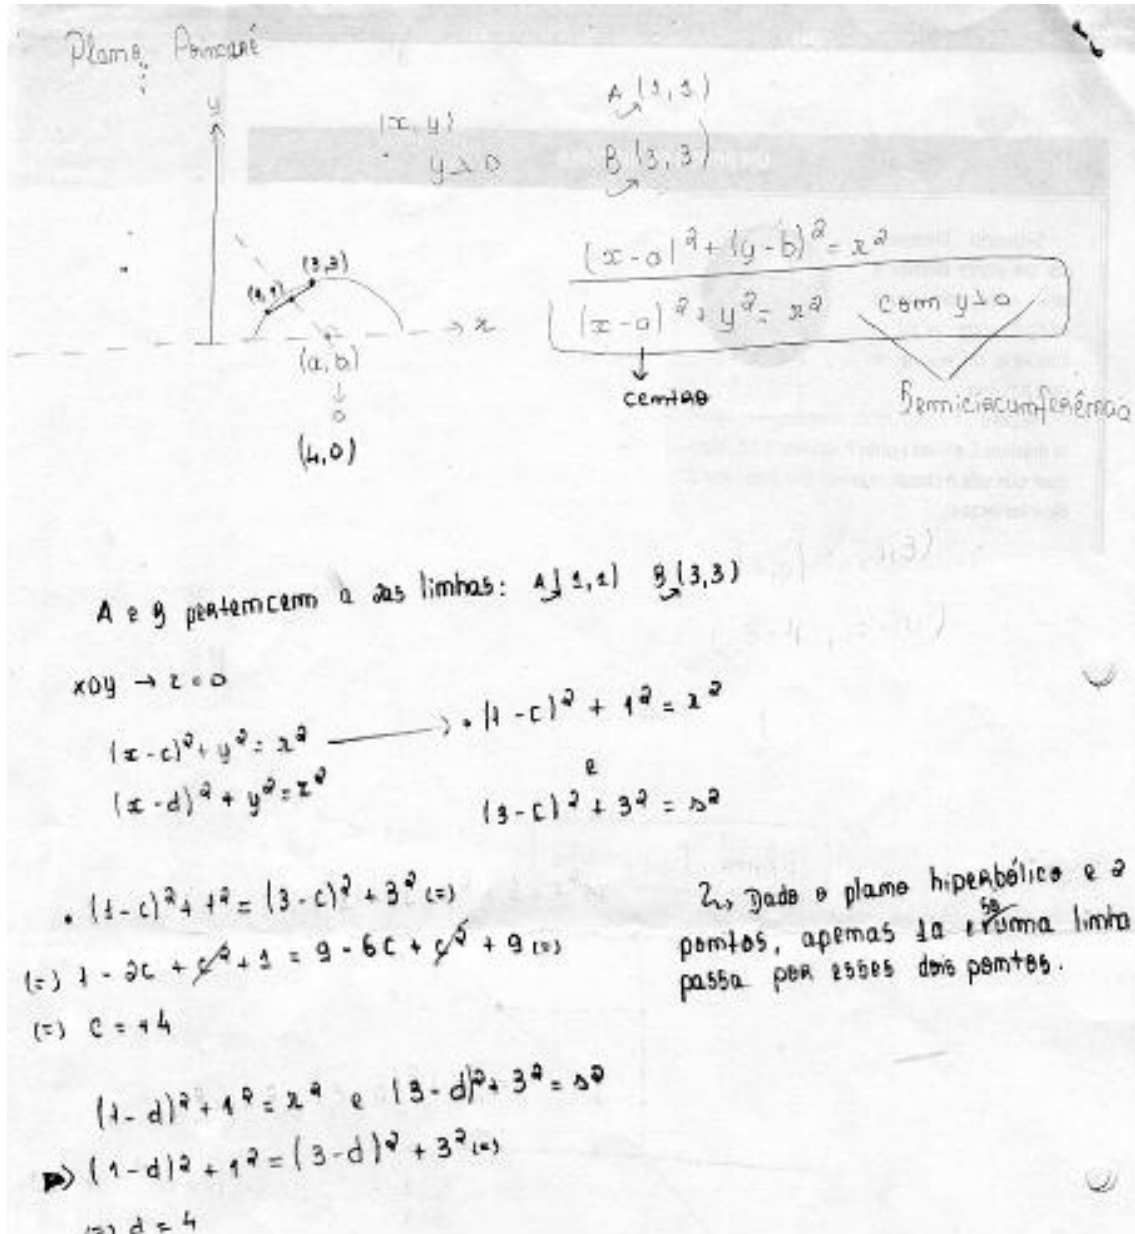 Plano Poincaré
y
(x, y)
y > 0
A (1,1)
B (3,3)
(x-a)² + (y-b)² = r²
(x-a)² + y² = r² com y > 0
centro
Semicircunferência
(3,3)
(1,1)
x
(a,b)
0
(4,0)
A e B pertencem a 2 das linhas: A (1,1) B (3,3)
xOy → z = 0
(x-c)² + y² = r²
(x-d)² + y² = r²
• (1-c)² + 1² = r²
e
(3-c)² + 3² = s²
• (1-c)² + 1² = (3-c)² + 3² (=)
(=) 1 - 2c + c² + 1 = 9 - 6c + c² + 9 (=)
(=) c = +4
↳ Dado o plano hiperbólico e 2
pontos, apenas 1a e só uma linha
passa por esses dois pontos.
(1-d)² + 1² = r² e (3-d)² + 3² = s²
(1-d)² + 1² = (3-d)² + 3² (=)
(=) d = 4